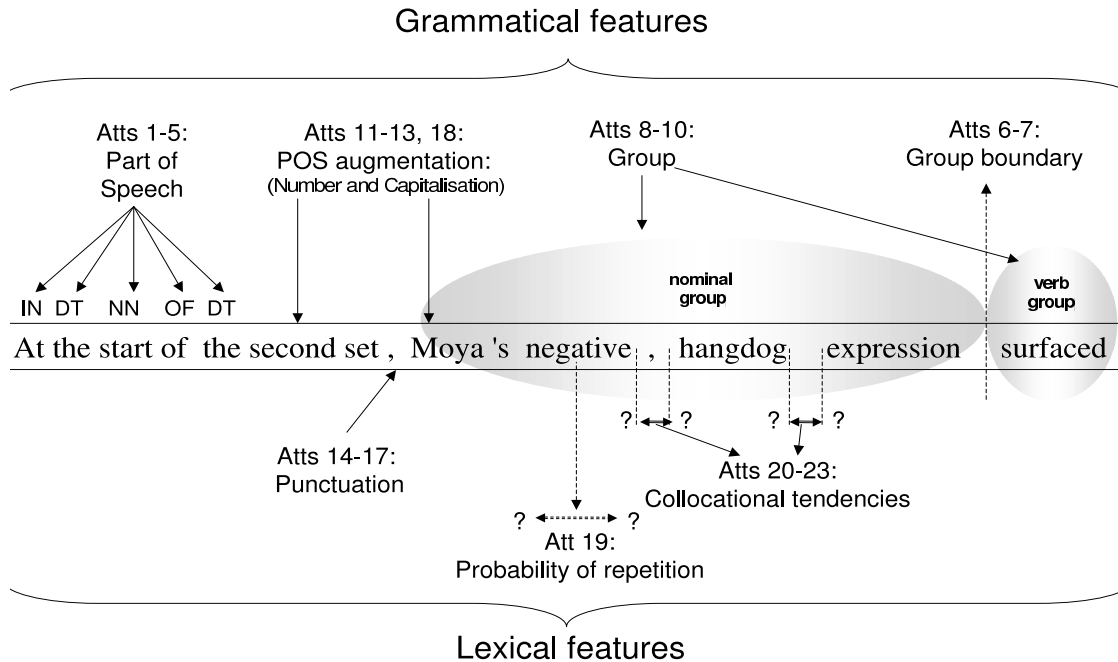 Grammatical features
Atts 1-5:
Part of
Speech
Atts 11-13, 18:
POS augmentation:
(Number and Capitalisation)
Atts 8-10:
Group
Atts 6-7:
Group boundary
nominal
group
verb
group
IN DT NN OF DT
At the start of the second set , Moya 's negative , hangdog expression surfaced
? ? ? ?
Atts 14-17:
Punctuation
Atts 20-23:
Collocational tendencies
? ?
Att 19:
Probability of repetition
Lexical features